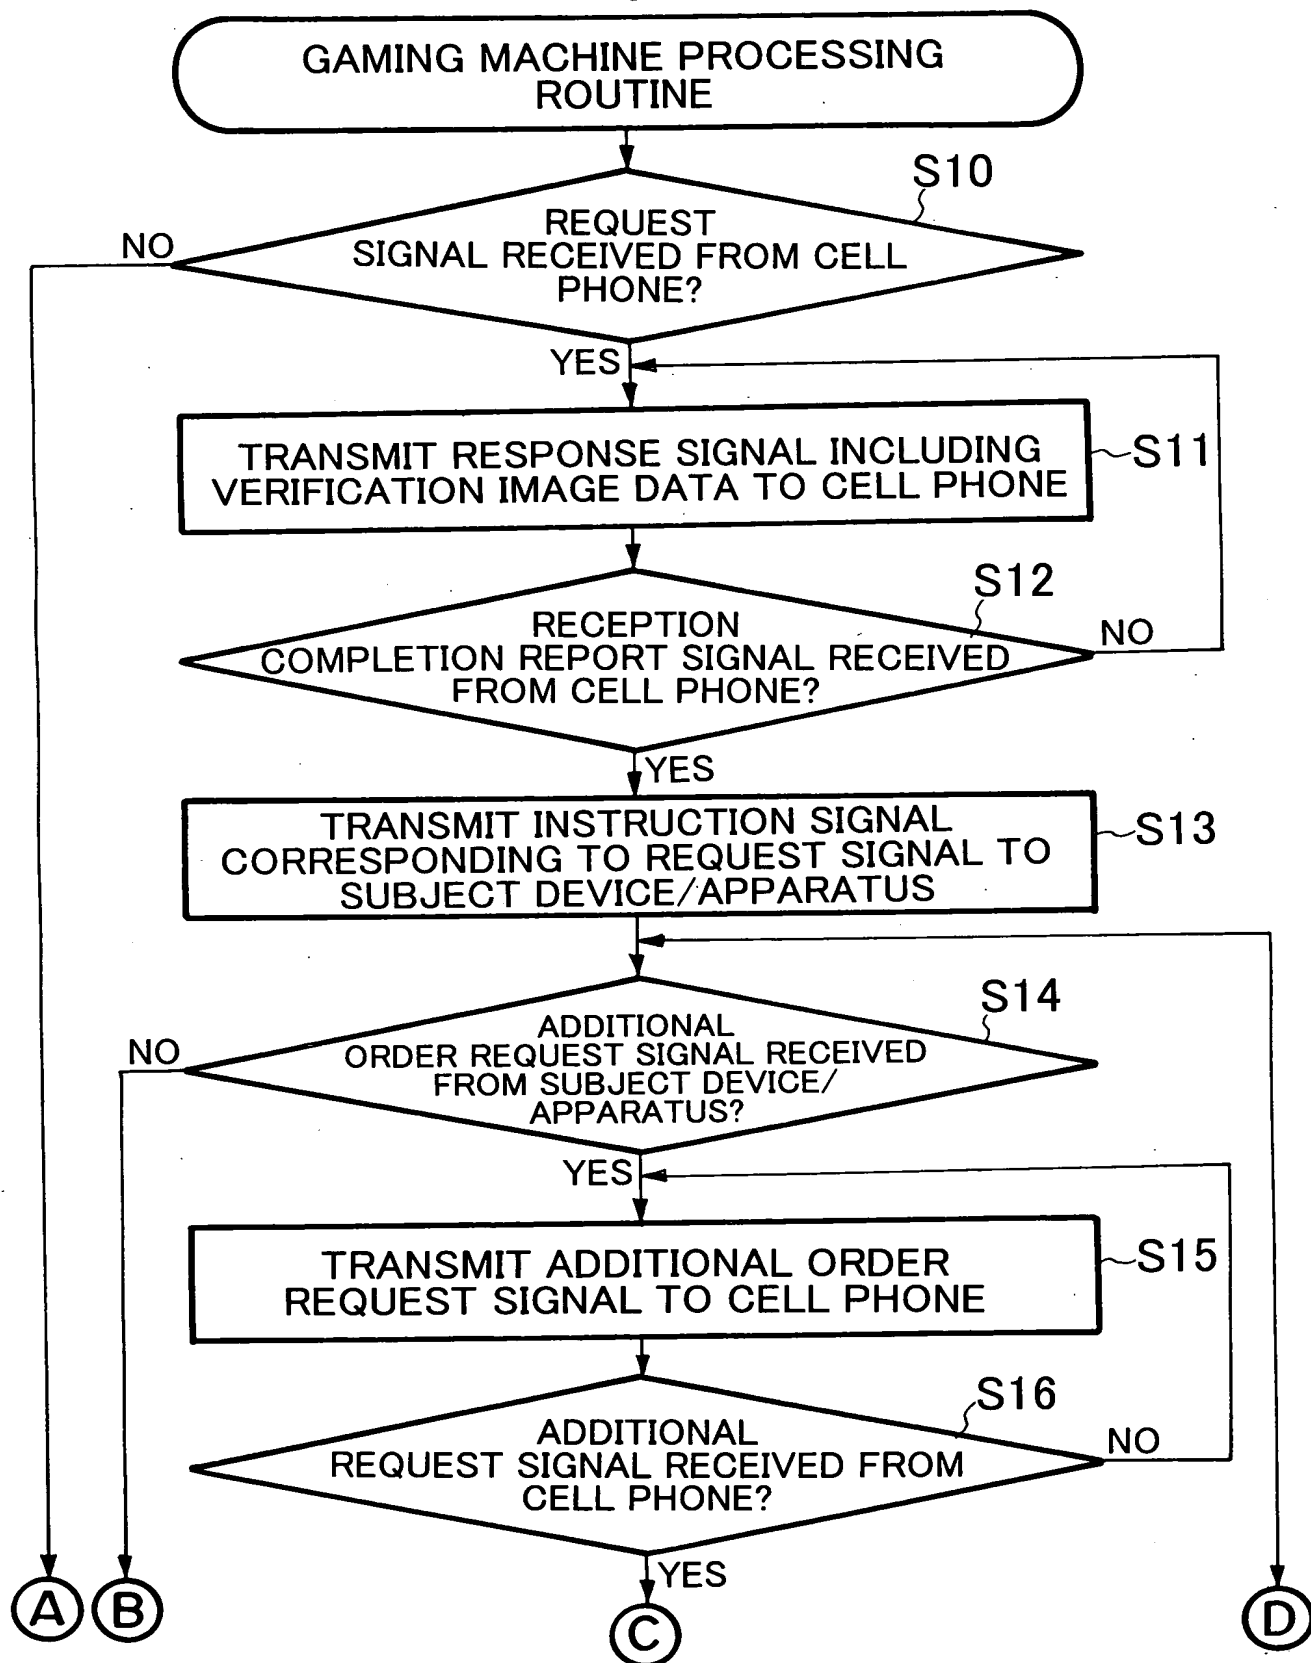 GAMING MACHINE PROCESSING
ROUTINE
S10
REQUEST
SIGNAL RECEIVED FROM CELL
PHONE?
NO
YES
TRANSMIT RESPONSE SIGNAL INCLUDING
VERIFICATION IMAGE DATA TO CELL PHONE
S11
S12
RECEPTION
COMPLETION REPORT SIGNAL RECEIVED
FROM CELL PHONE?
NO
YES
TRANSMIT INSTRUCTION SIGNAL
CORRESPONDING TO REQUEST SIGNAL TO
SUBJECT DEVICE/APPARATUS
S13
S14
ADDITIONAL
ORDER REQUEST SIGNAL RECEIVED
FROM SUBJECT DEVICE/
APPARATUS?
NO
YES
TRANSMIT ADDITIONAL ORDER
REQUEST SIGNAL TO CELL PHONE
S15
S16
ADDITIONAL
REQUEST SIGNAL RECEIVED FROM
CELL PHONE?
NO
YES
A
B
C
D